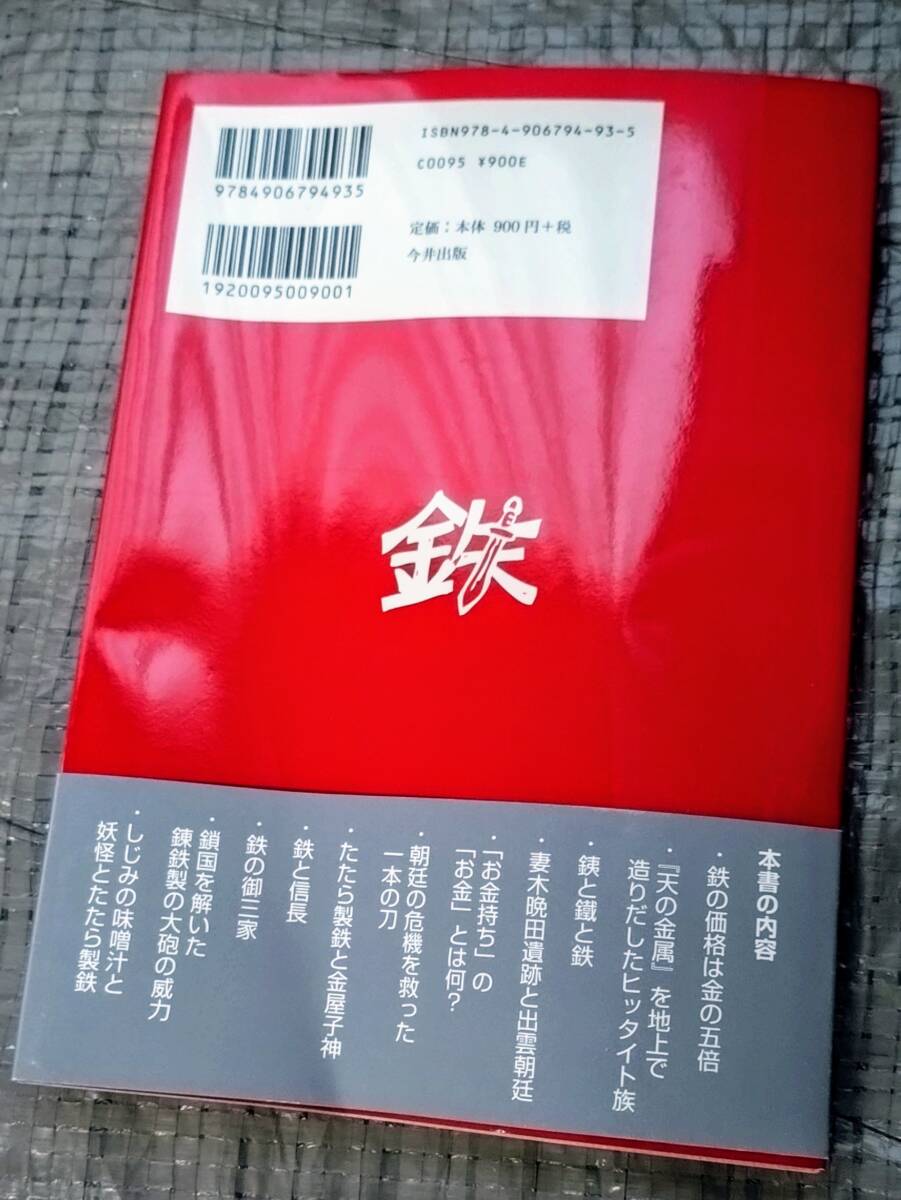 ISBN978-4-906794-93-5
C0095 ¥900E
9784906794935
定価：本体 900円+税
今井出版
1920095009001
鉄
本書の内容
・鉄の価格は金の五倍
・『天の金属』を地上で
造りだしたヒッタイト族
・銕と鐵と鉄
・妻木晩田遺跡と出雲朝廷
・「お金持ち」の
「お金」とは何？
・朝廷の危機を救った
一本の刀
・たたら製鉄と金屋子神
・鉄と信長
・鉄の御三家
・鎖国を解いた
錬鉄製の大砲の威力
・しじみの味噌汁と
妖怪とたたら製鉄